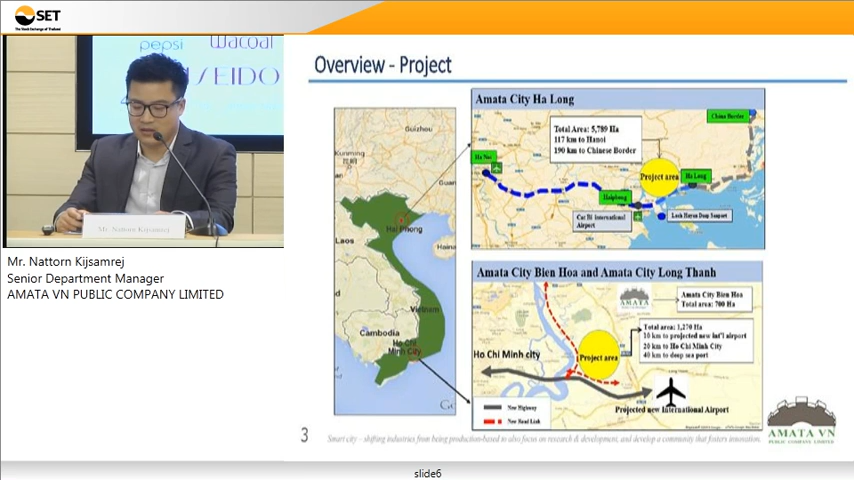 SET
The Stock Exchange of Thailand
pepsi
Wacoal
SEIDO
Mr. Nattorn Kijsamrej
Mr. Nattorn Kijsamrej
Senior Department Manager
AMATA VN PUBLIC COMPANY LIMITED
Overview - Project
Guizhou
Kunming
昆明
Guan
Hai Phong
Laos
Haina
Vietnam
Cambodia
Ho Chi
Minh City
Amata City Ha Long
China Border
Total Area: 5,789 Ha
117 km to Hanoi
190 km to Chinese Border
Ha Noi
Project area
Ha Long
Haiphong
Cat Bi International
Airport
Lach Huyen Deep Seaport
Amata City Bien Hoa and Amata City Long Thanh
AMATA VN
Amata City Bien Hoa
Total area: 700 Ha
Total area: 1,270 Ha
10 km to projected new Int'l airport
20 km to Ho Chi Minh City
40 km to deep sea port
Ho Chi Minh city
Project area
Projected new International Airport
New Highway
New Road Link
3
Smart city – shifting industries from being production-based to also focus on research & development, and develop a community that fosters innovation.
AMATA VN
PUBLIC COMPANY LIMITED
slide6